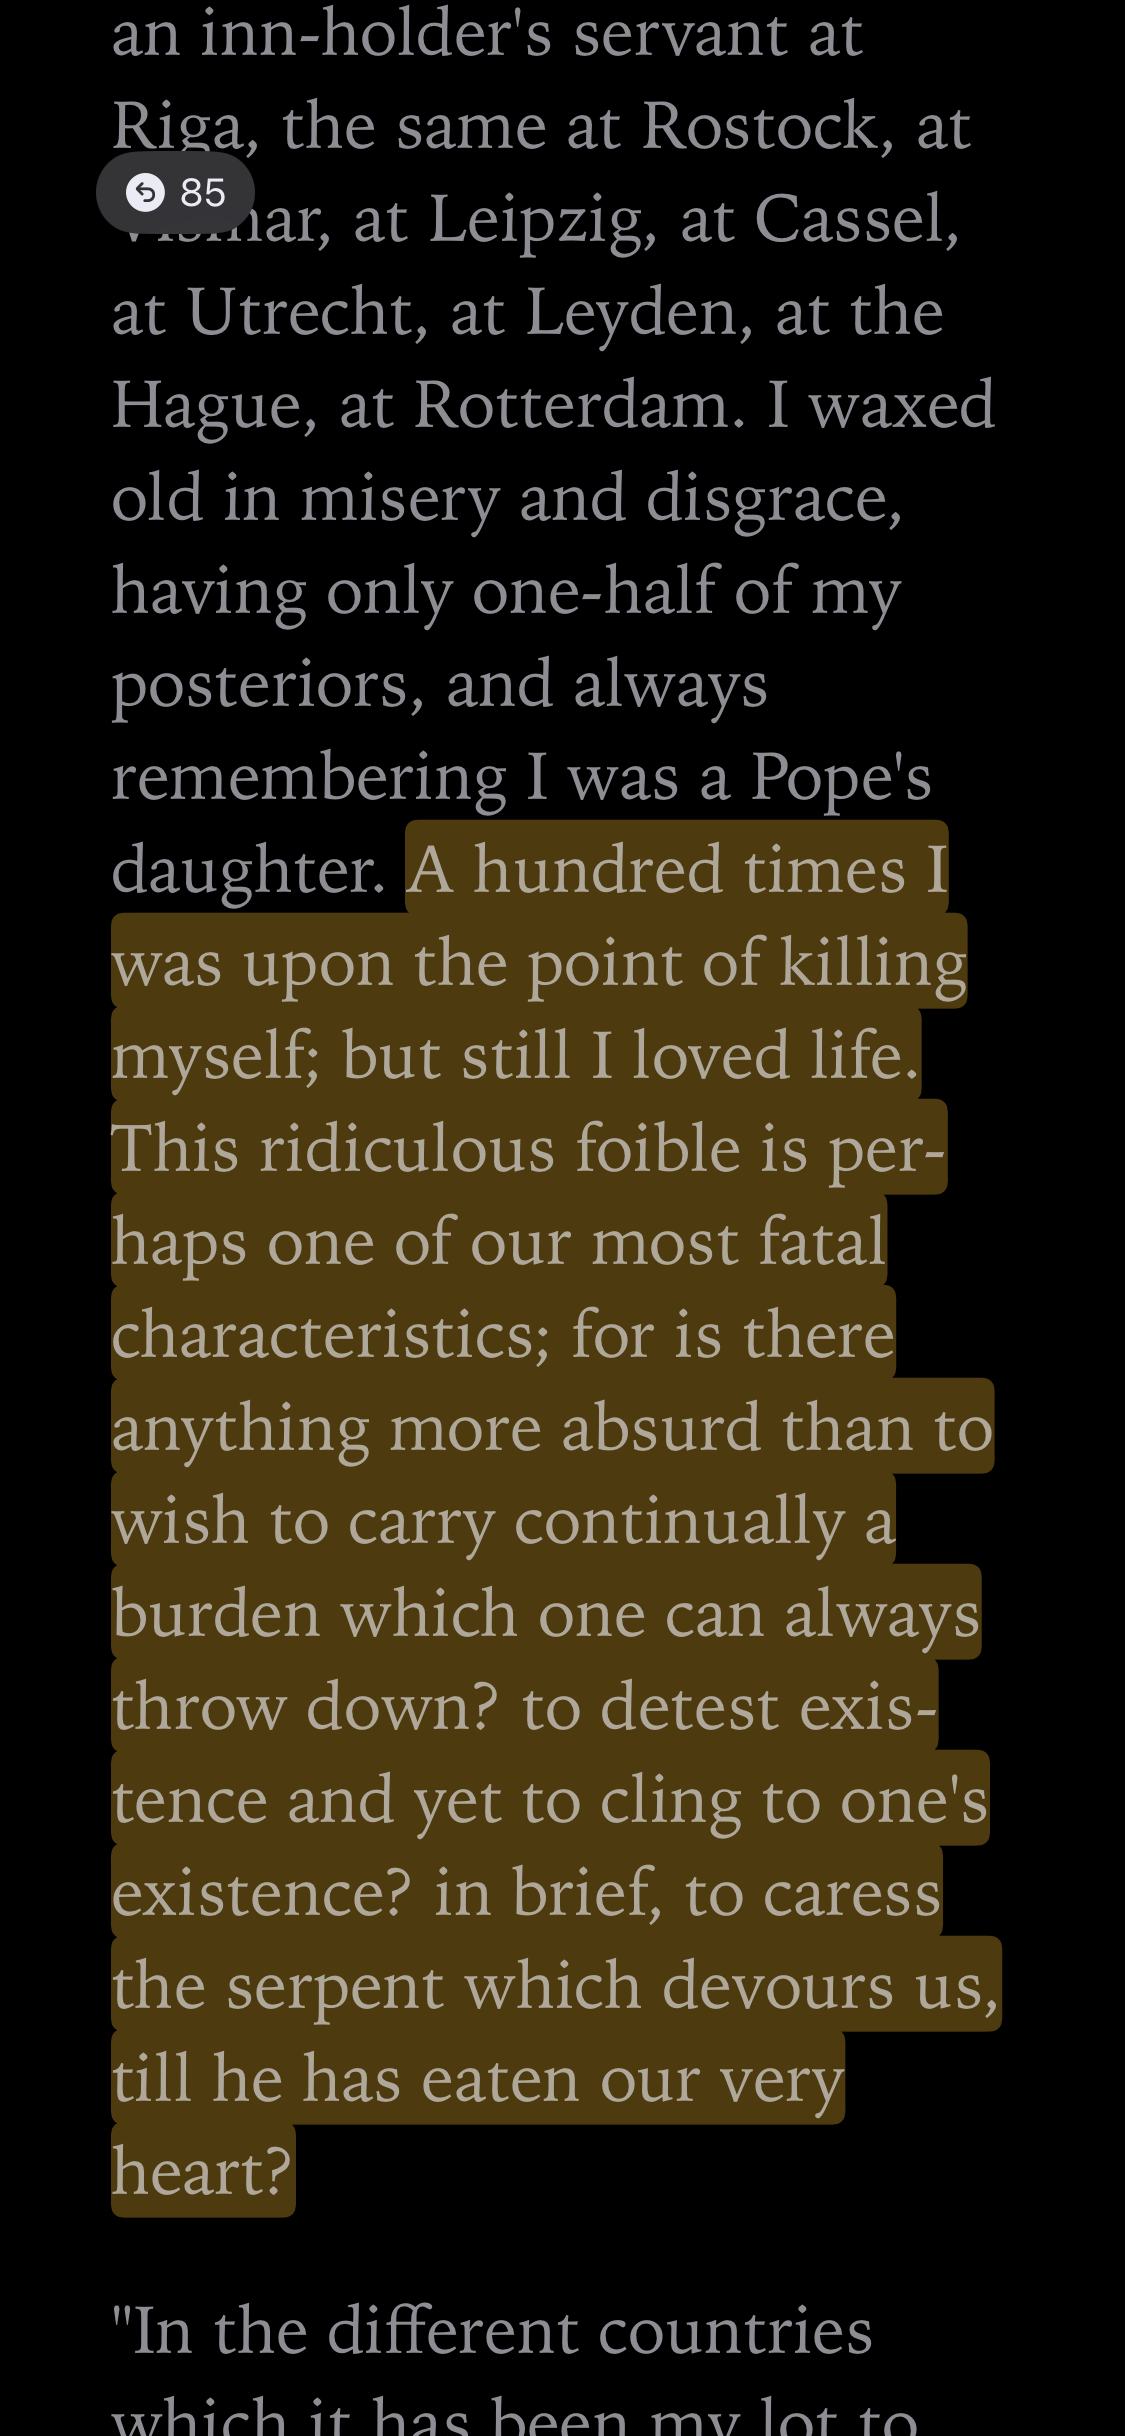 an inn-holder's servant at
Riga, the same at Rostock, at
85
at Leipzig, at Cassel,
at Utrecht, at Leyden, at the
Hague, at Rotterdam. I waxed
old in misery and disgrace,
having only one-half of my
posteriors, and always
remembering I was a Pope's
daughter. A hundred times I
was upon the point of killing
myself; but still I loved life.
This ridiculous foible is per-
haps one of our most fatal
characteristics; for is there
anything more absurd than to
wish to carry continually a
burden which one can always
throw down? to detest exis-
tence and yet to cling to one's
existence? in brief, to caress
the serpent which devours us,
till he has eaten our very
heart?
"In the different countries
which it has been my lot to